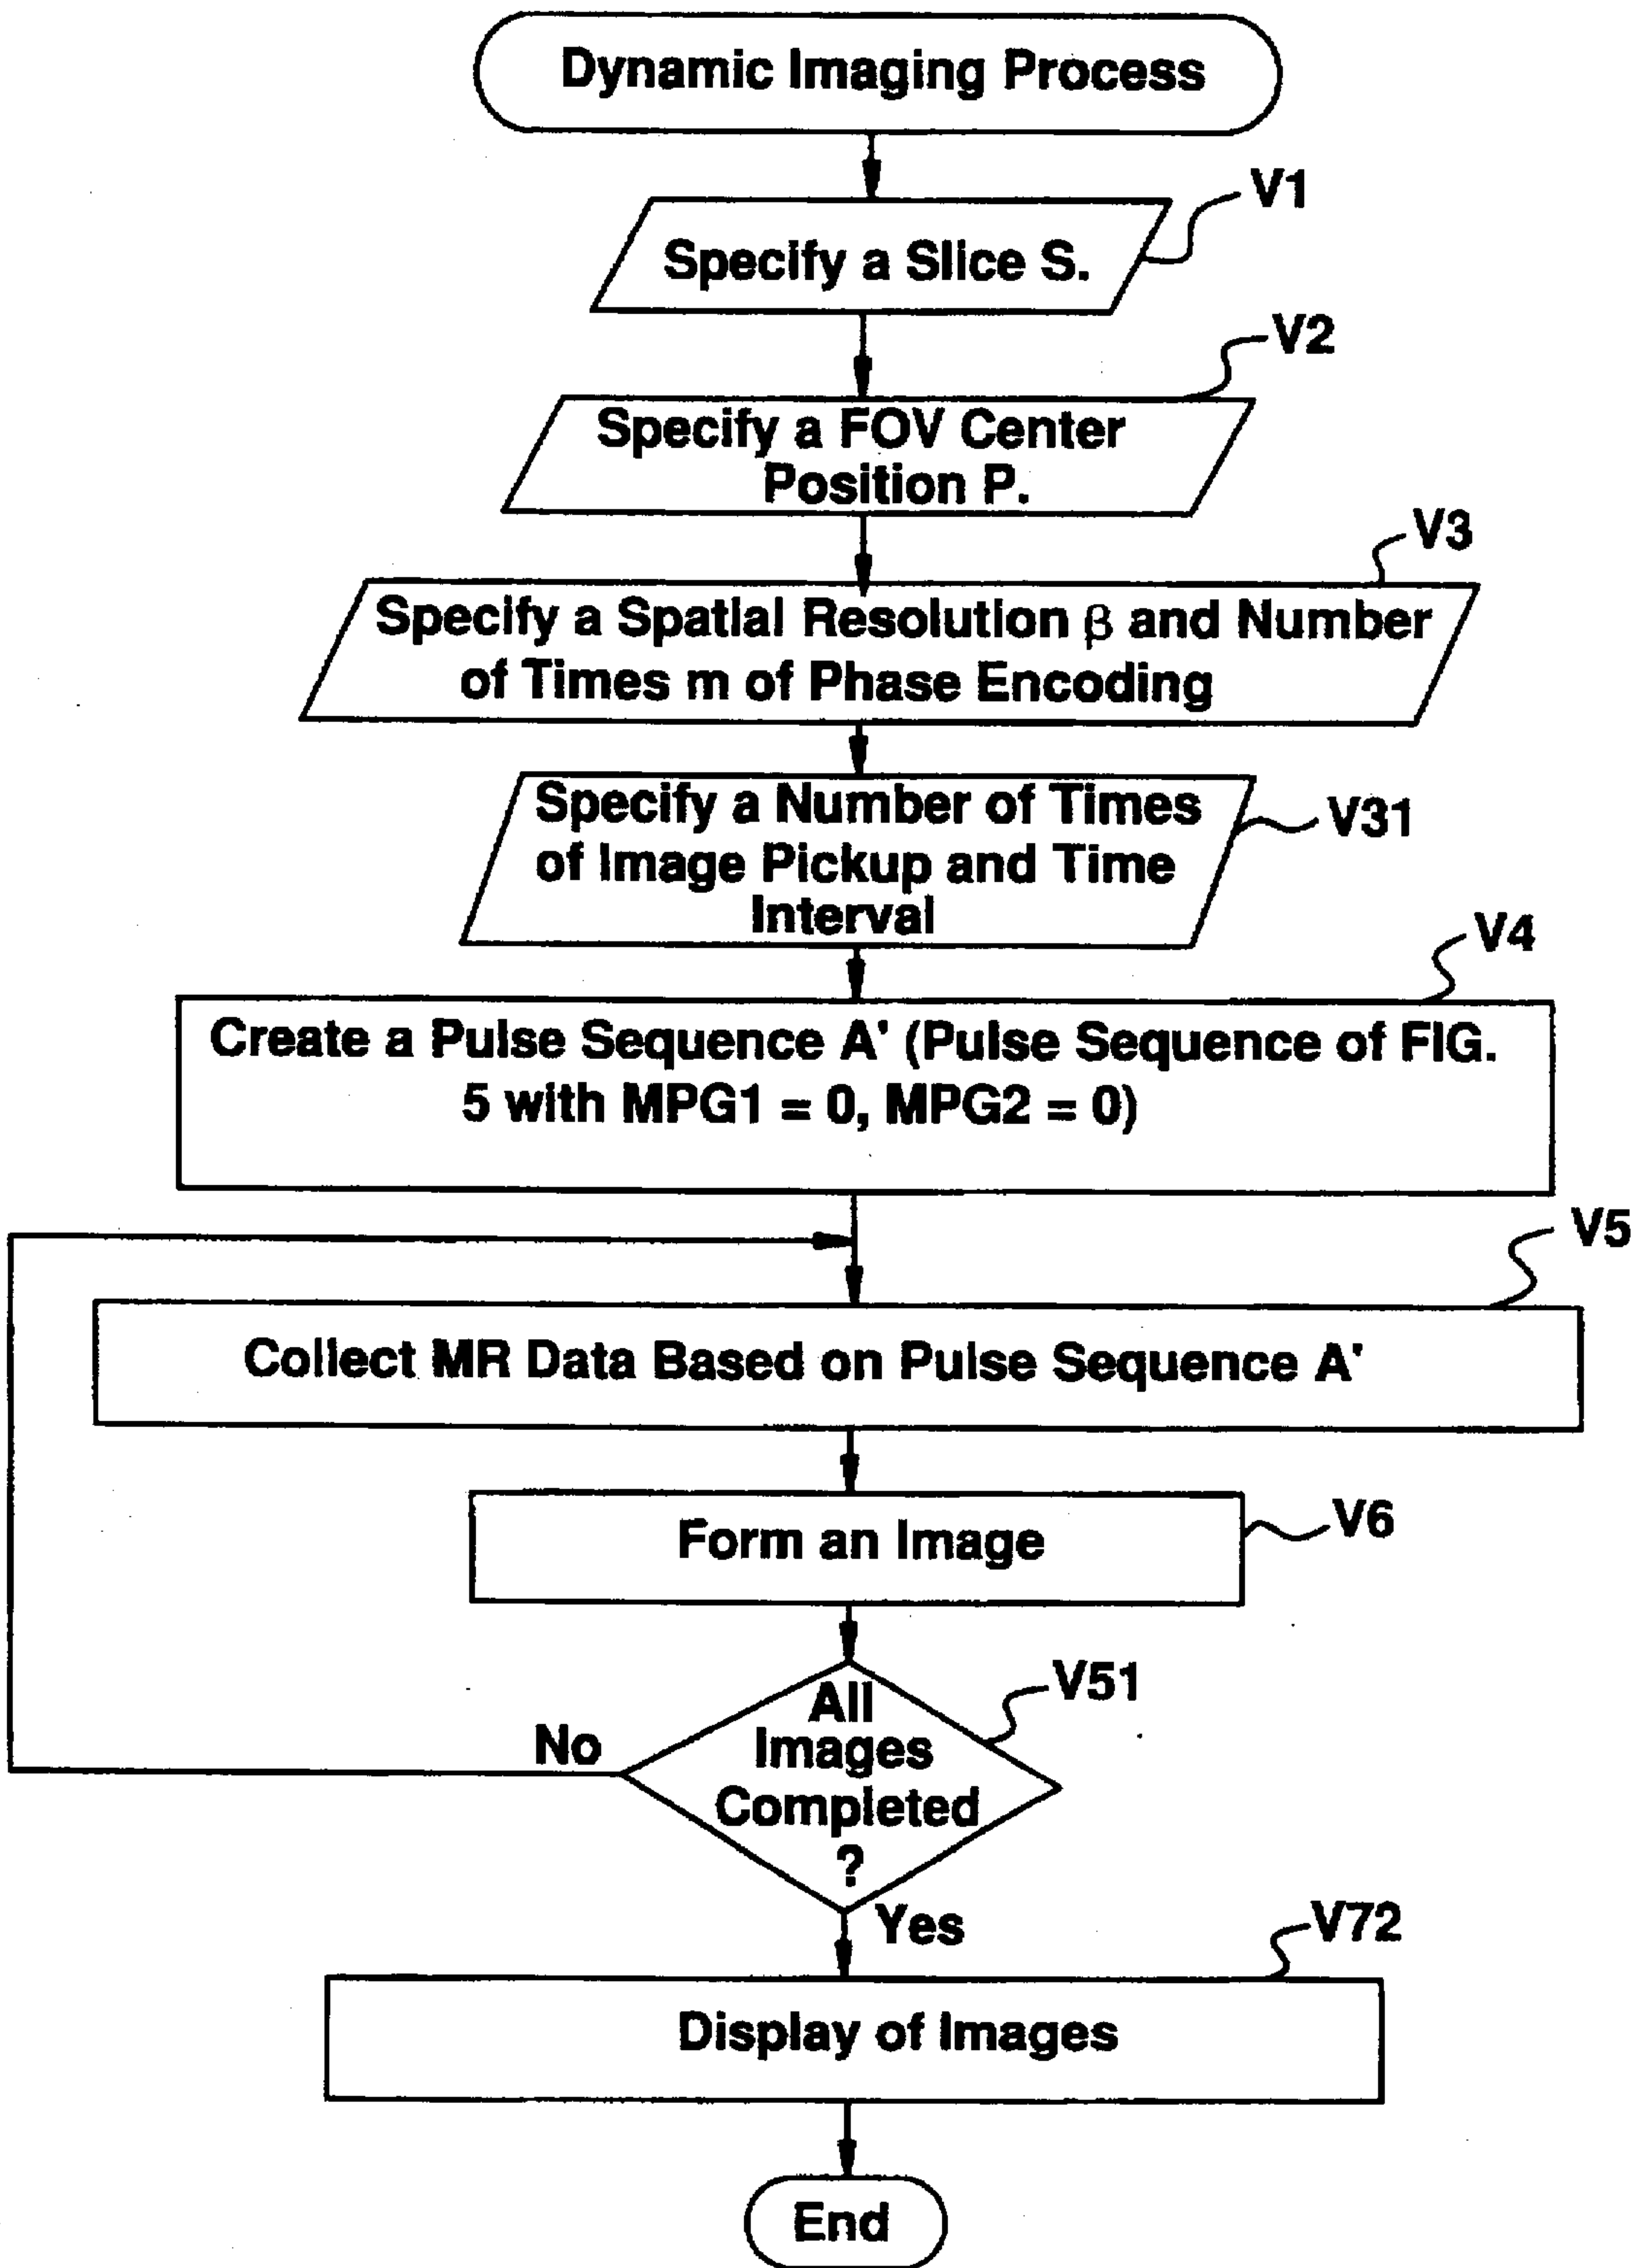 Dynamic Imaging Process
V1
Specify a Slice S.
V2
Specify a FOV Center
Position P.
V3
Specify a Spatial Resolution β and Number
of Times m of Phase Encoding
Specify a Number of Times
of Image Pickup and Time
Interval
V31
V4
Create a Pulse Sequence A' (Pulse Sequence of FIG.
5 with MPG1 = 0, MPG2 = 0)
V5
Collect MR Data Based on Pulse Sequence A'
Form an Image
V6
V51
All
Images
Completed
?
No
Yes
V72
Display of Images
End